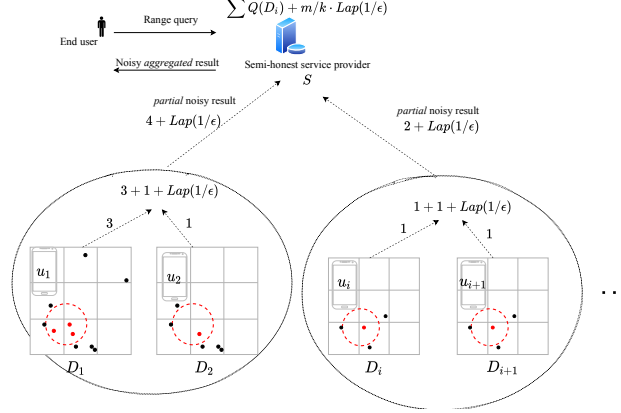 ∑ Q(D_i) + m/k · Lap(1/ϵ)
Range query
End user
Noisy aggregated result
Semi-honest service provider
S
partial noisy result
4 + Lap(1/ϵ)
partial noisy result
2 + Lap(1/ϵ)
3 + 1 + Lap(1/ϵ)
3
1
u_1
u_2
D_1
D_2
1 + 1 + Lap(1/ϵ)
1
1
u_i
u_{i+1}
D_i
D_{i+1}